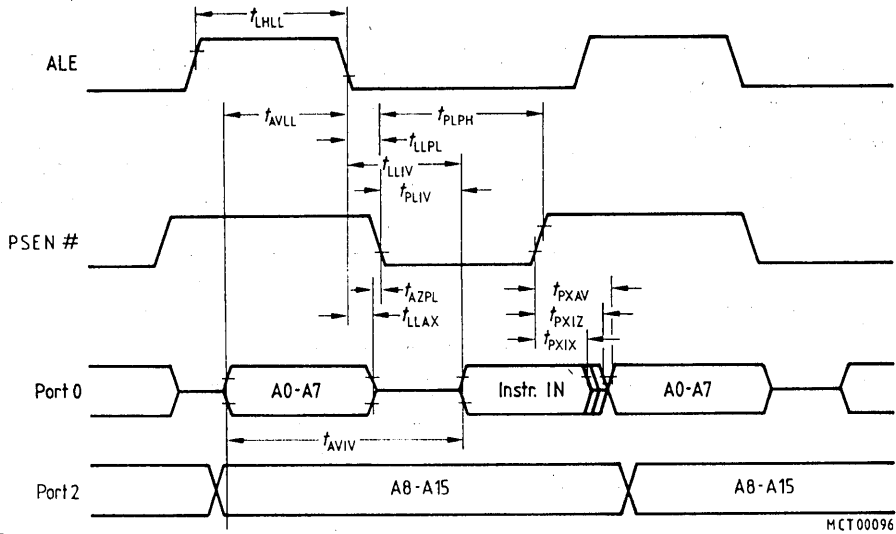 tLHLL
ALE
tAVLL
tPLPH
tLLPL
tLLIV
tPLIV
PSEN #
tAZPL
tPXAV
tLLAX
tPXIZ
tPXIX
Port 0
A0-A7
Instr. IN
A0-A7
tAVIV
Port 2
A8-A15
A8-A15
MCT00096